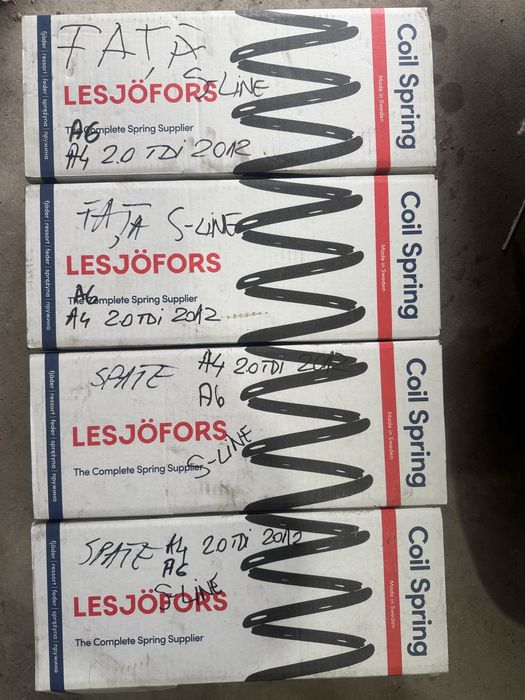 FAȚĂ
S-LINE
LESJÖFORS
The Complete Spring Supplier
A6
A4 2.0 TDI 2012
fjäder | ressort | feder | sprężyna | пружина
Coil Spring
Made in Sweden
FAȚA S-LINE
LESJÖFORS
The Complete Spring Supplier
A6
A4 2.0 TDI 2012
fjäder | ressort | feder | sprężyna | пружина
Coil Spring
Made in Sweden
SPATE A4 2.0 TDI 2012
A6
LESJÖFORS
S-LINE
The Complete Spring Supplier
fjäder | ressort | feder | sprężyna | пружина
Coil Spring
Made in Sweden
SPATE A4 2.0 TDI 2012
A6
S-LINE
LESJÖFORS
The Complete Spring Supplier
fjäder | ressort | feder | sprężyna | пружина
Coil Spring
Made in Sweden